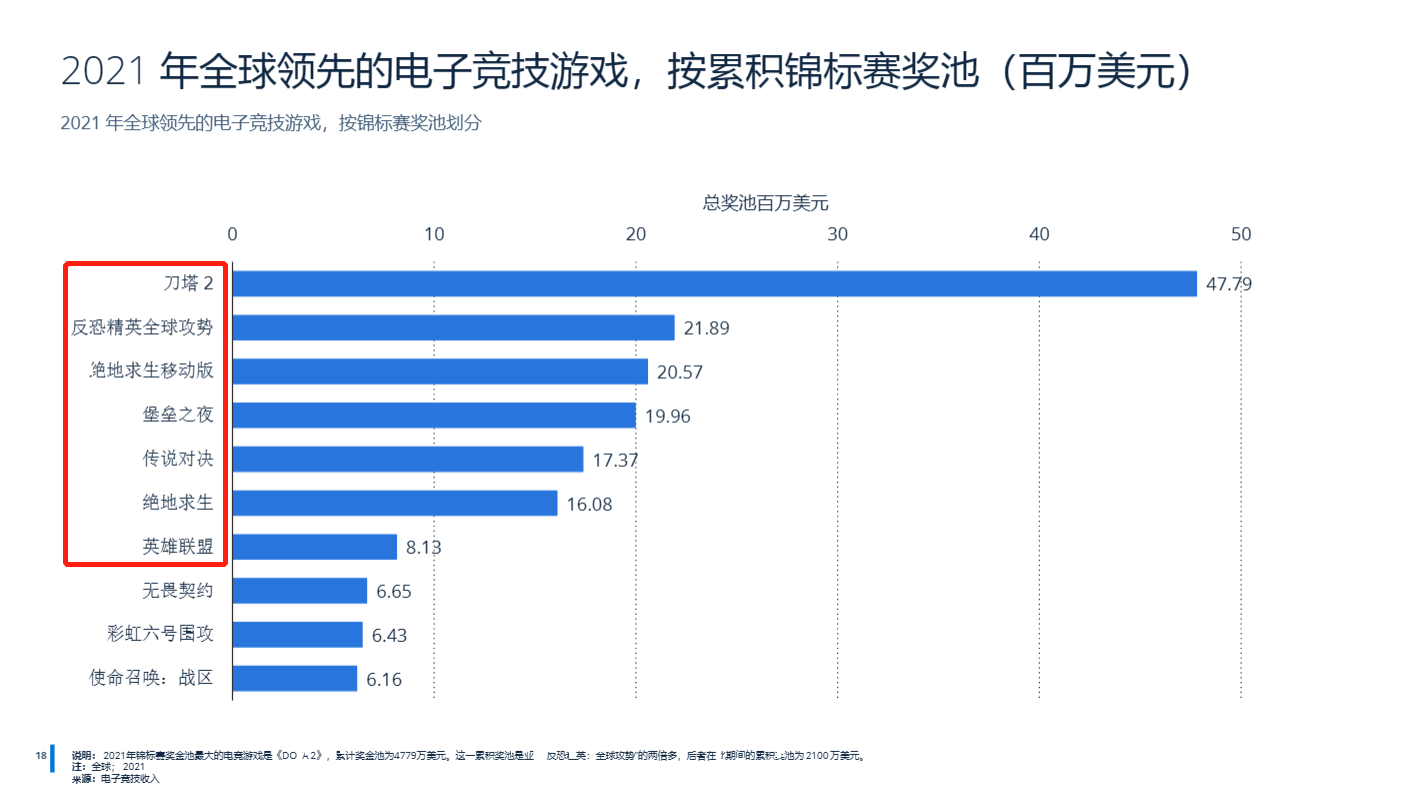 2021 年全球领先的电子竞技游戏，按累积锦标赛奖池（百万美元）
2021 年全球领先的电子竞技游戏，按锦标赛奖池划分
总奖池百万美元
0 10 20 30 40 50
刀塔 2 47.79
反恐精英全球攻势 21.89
绝地求生移动版 20.57
堡垒之夜 19.96
传说对决 17.37
绝地求生 16.08
英雄联盟 8.13
无畏契约 6.65
彩虹六号围攻 6.43
使命召唤：战区 6.16
18 说明： 2021年锦标赛奖金池最大的电竞游戏是《DO A 2》，累计奖金池为4779万美元。这一累积奖池是亚 反恐 英：全球攻势"的两倍多，后者在 期间的累积 池为 2100 万美元。
注：全球； 2021
来源：电子竞技收入